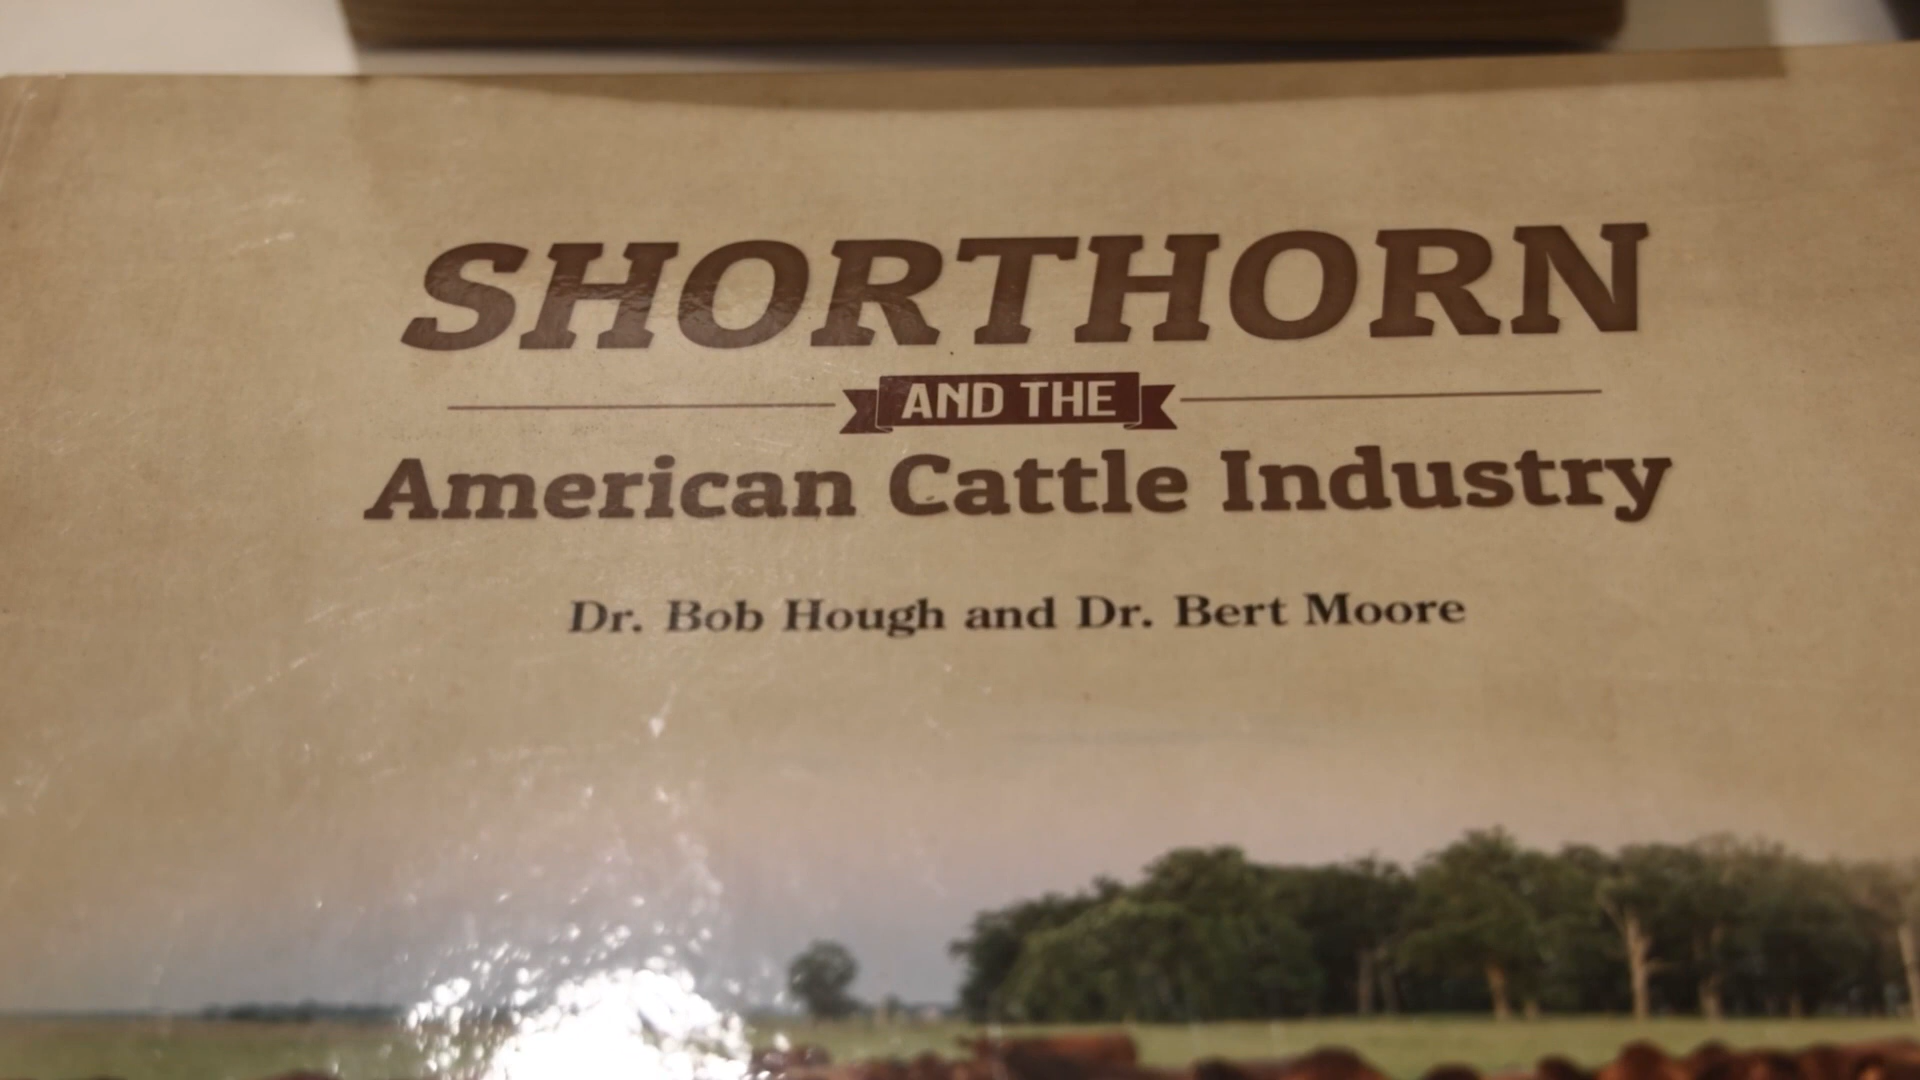 SHORTHORN
AND THE
American Cattle Industry
Dr. Bob Hough and Dr. Bert Moore